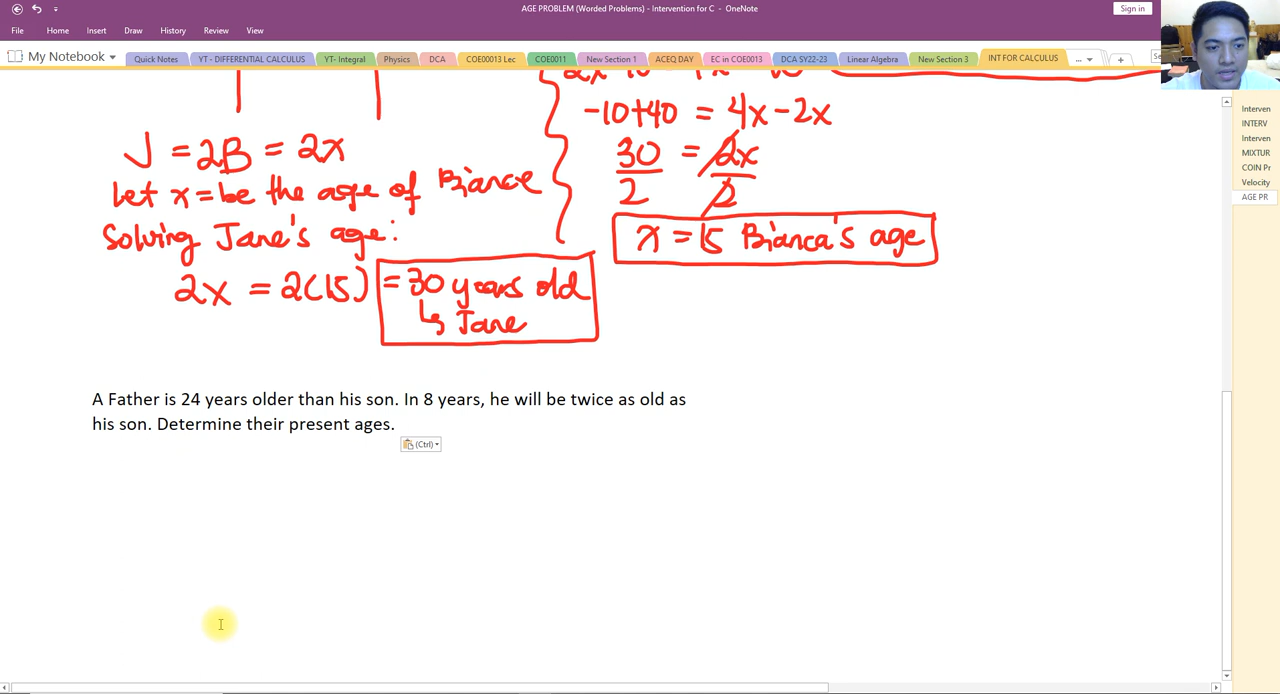 AGE PROBLEM (Worded Problems) - Intervention for C - OneNote
Sign in
File Home Insert Draw History Review View
My Notebook
Quick Notes YT - DIFFERENTIAL CALCULUS YT- Integral Physics DCA COE00013 Lec COE0011 New Section 1 ACEQ DAY EC in COE0013 DCA SY22-23 Linear Algebra New Section 3 INT FOR CALCULUS ...
-10+40 = 4x-2x
J = 2B = 2x
30 = 2x
2 2
Let x = be the age of Biance
Solving Jane's age:
x = 15 Bianca's age
2x = 2(15) = 30 years old
↳ Jane
A Father is 24 years older than his son. In 8 years, he will be twice as old as
his son. Determine their present ages.
(Ctrl)
Interven
INTERV
Interven
MIXTUR
COIN Pr
Velocity
AGE PR